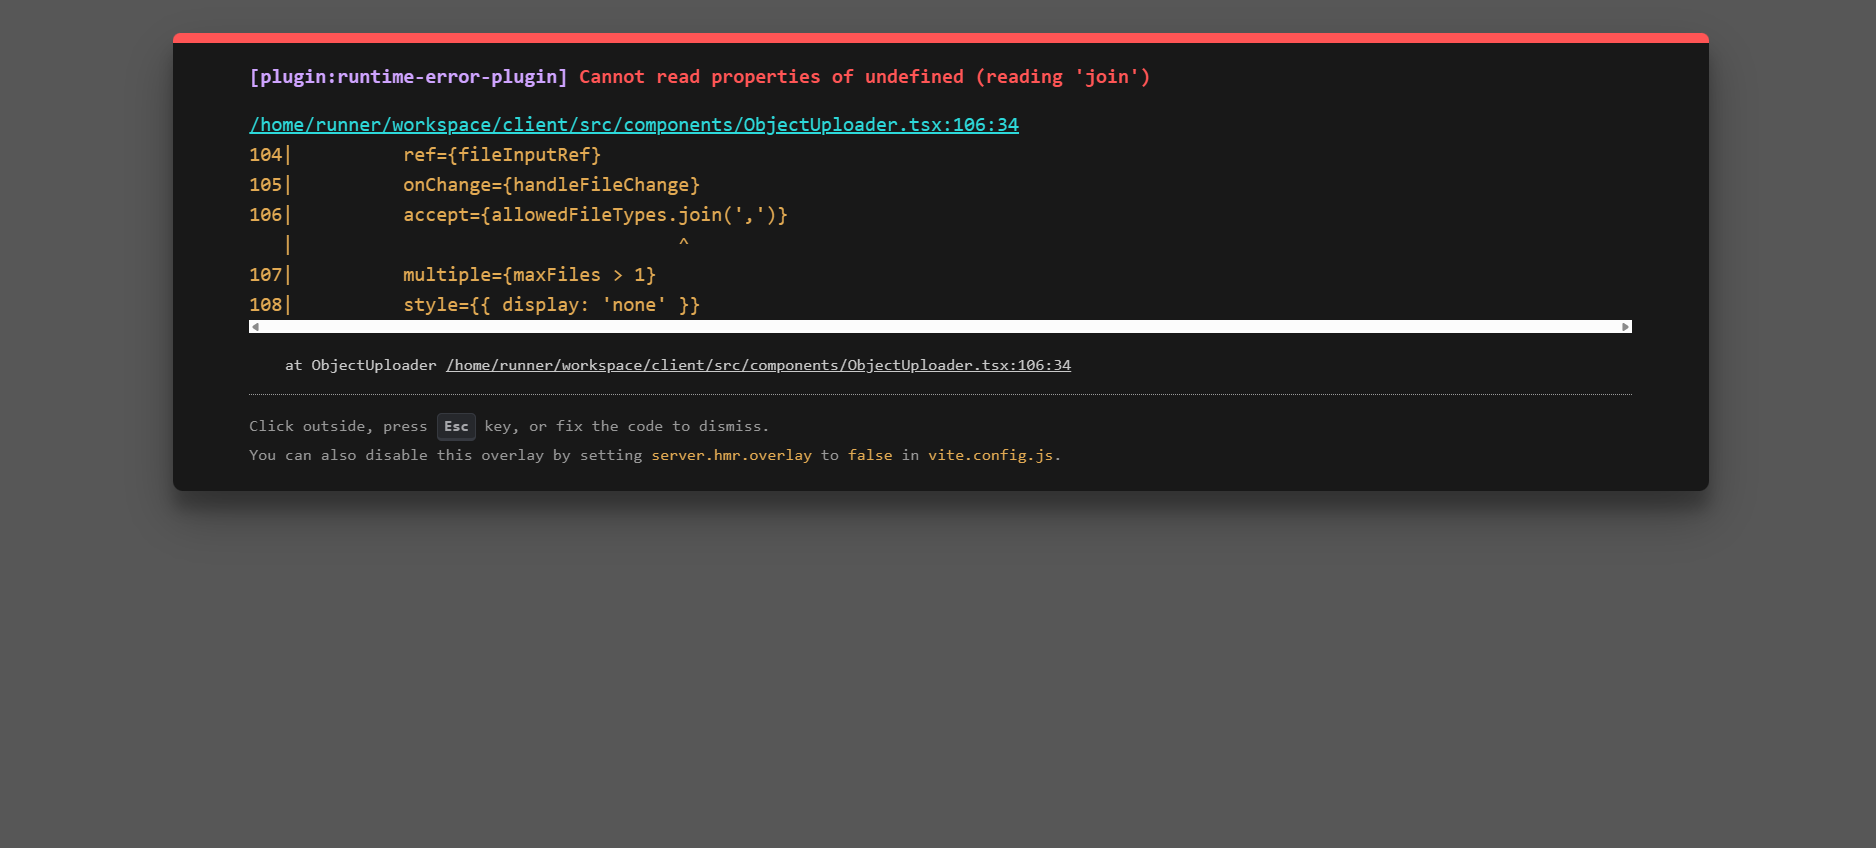 [plugin:runtime-error-plugin] Cannot read properties of undefined (reading 'join')
/home/runner/workspace/client/src/components/ObjectUploader.tsx:106:34
104|          ref={fileInputRef}
105|          onChange={handleFileChange}
106|          accept={allowedFileTypes.join(',')}
   |                                   ^
107|          multiple={maxFiles > 1}
108|          style={{ display: 'none' }}
at ObjectUploader /home/runner/workspace/client/src/components/ObjectUploader.tsx:106:34
Click outside, press Esc key, or fix the code to dismiss.
You can also disable this overlay by setting server.hmr.overlay to false in vite.config.js.